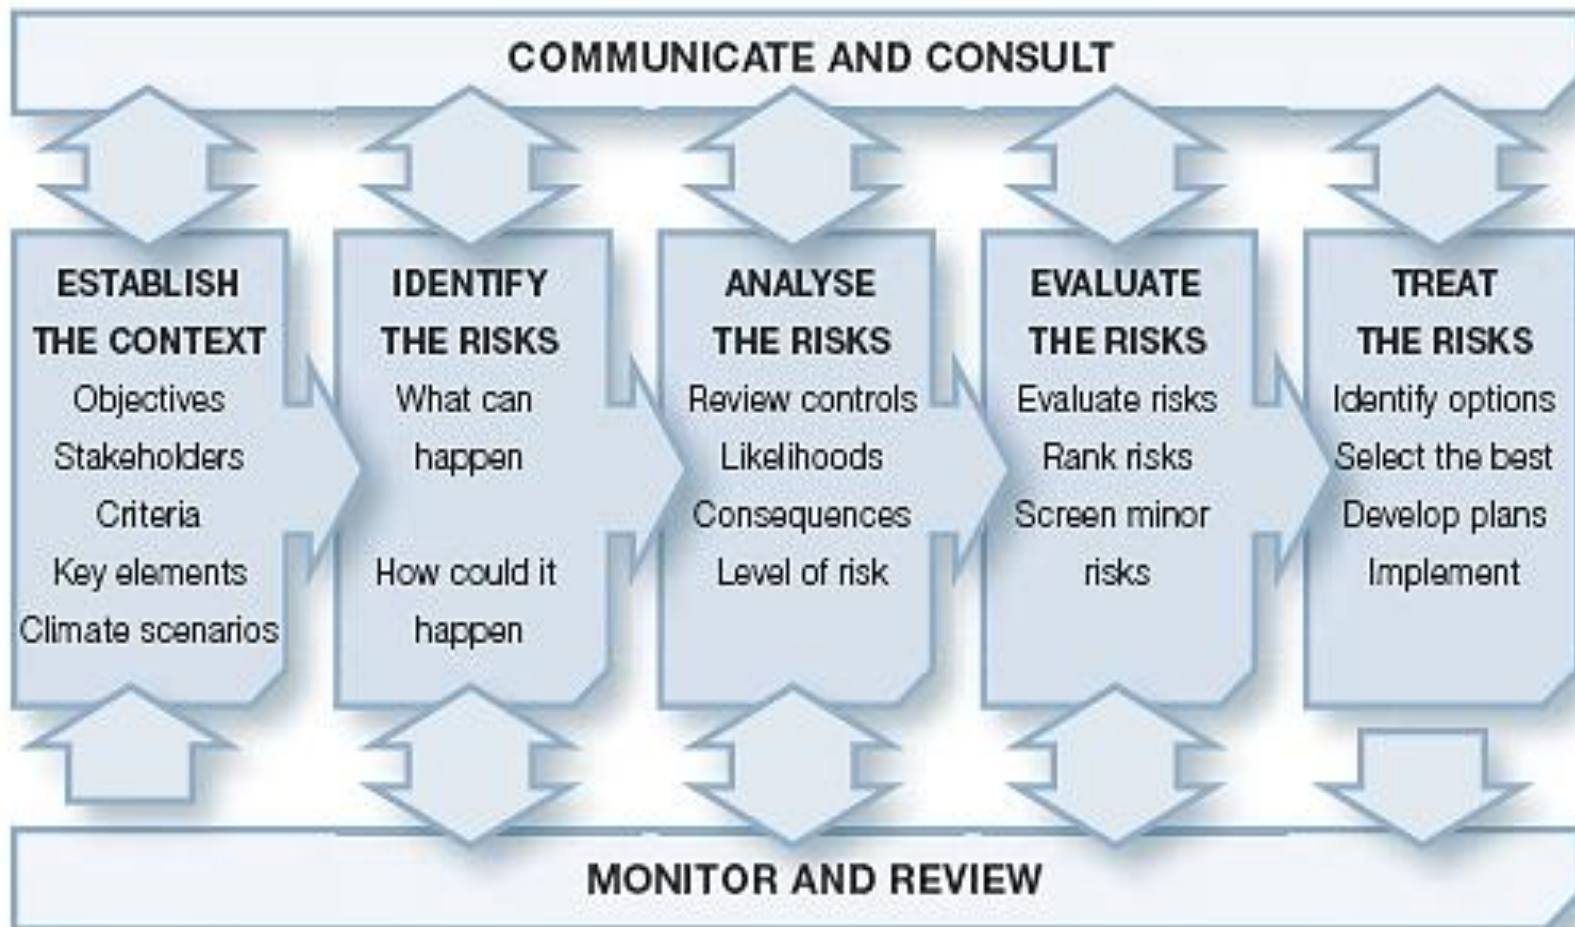 COMMUNICATE AND CONSULT
ESTABLISH
THE CONTEXT
Objectives
Stakeholders
Criteria
Key elements
Climate scenarios
IDENTIFY
THE RISKS
What can
happen
How could it
happen
ANALYSE
THE RISKS
Review controls
Likelihoods
Consequences
Level of risk
EVALUATE
THE RISKS
Evaluate risks
Rank risks
Screen minor
risks
TREAT
THE RISKS
Identify options
Select the best
Develop plans
Implement
MONITOR AND REVIEW